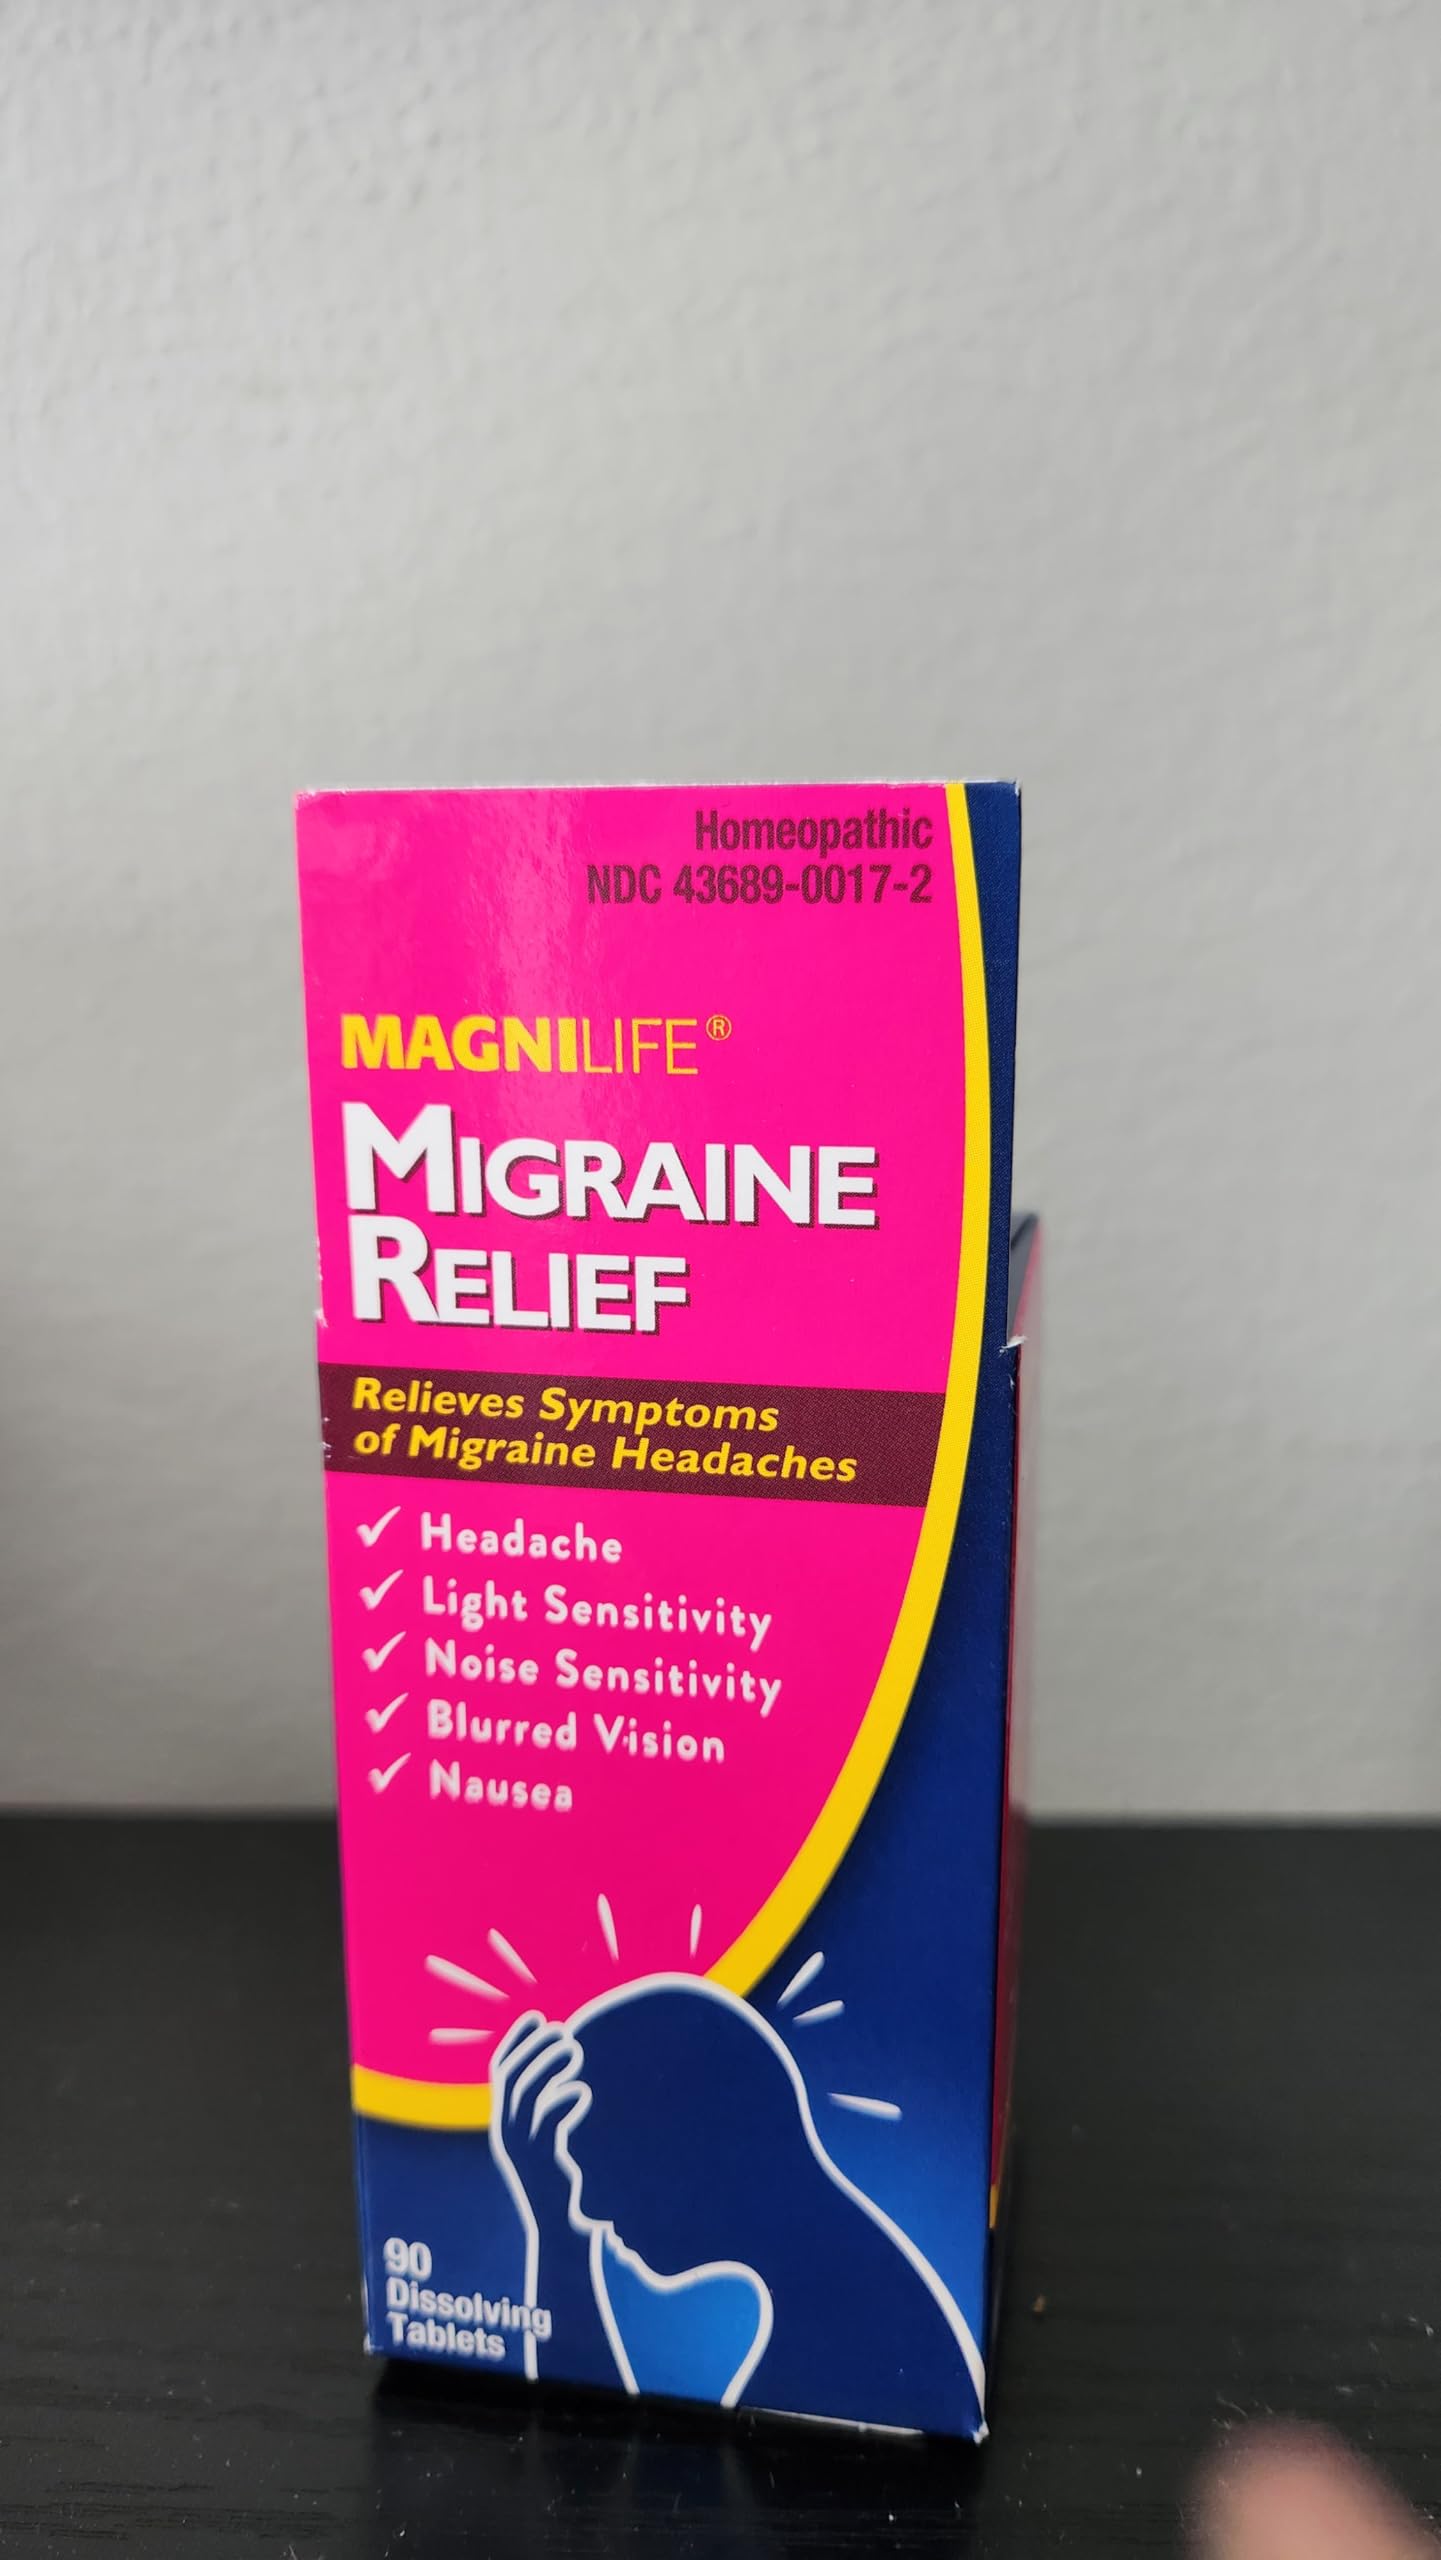 Homeopathic
NDC 43689-0017-2
MAGNILIFE®
MIGRAINE
RELIEF
Relieves Symptoms
of Migraine Headaches
✓ Headache
✓ Light Sensitivity
✓ Noise Sensitivity
✓ Blurred Vision
✓ Nausea
90
Dissolving
Tablets